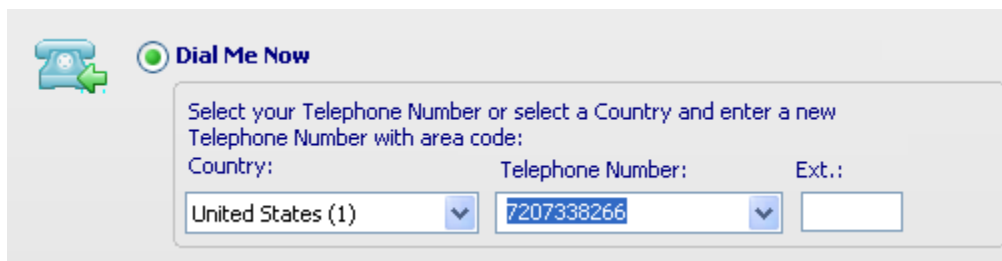 Dial Me Now
Select your Telephone Number or select a Country and enter a new
Telephone Number with area code:
Country: Telephone Number: Ext.:
United States (1) 7207338266